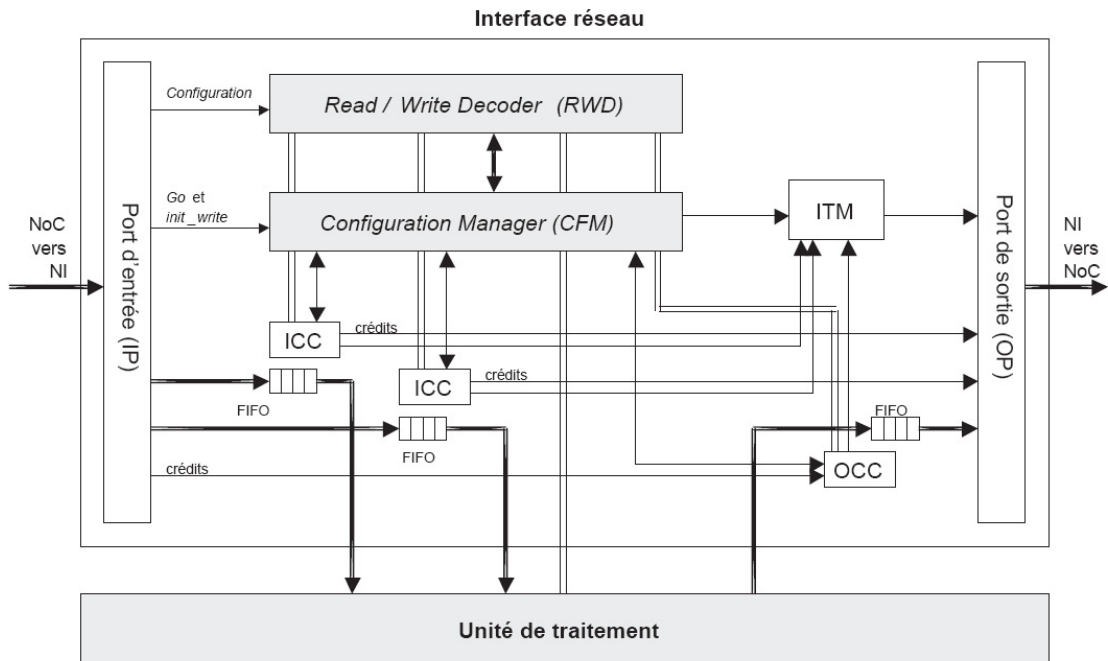 Interface réseau
Configuration
Read / Write Decoder (RWD)
Go et
init_write
Configuration Manager (CFM)
ITM
NoC
vers
NI
Port d'entrée (IP)
Port de sortie (OP)
NI
vers
NoC
ICC
crédits
ICC
crédits
FIFO
FIFO
FIFO
crédits
OCC
Unité de traitement